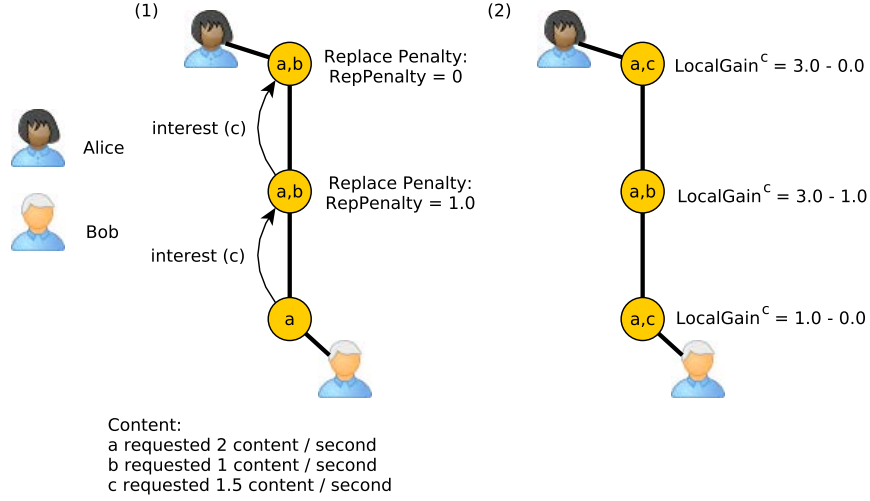 (1)
(2)
a,b
Replace Penalty:
RepPenalty = 0
a,c
LocalGain^c = 3.0 - 0.0
interest (c)
Alice
a,b
Replace Penalty:
RepPenalty = 1.0
a,b
LocalGain^c = 3.0 - 1.0
Bob
interest (c)
a
a,c
LocalGain^c = 1.0 - 0.0
Content:
a requested 2 content / second
b requested 1 content / second
c requested 1.5 content / second